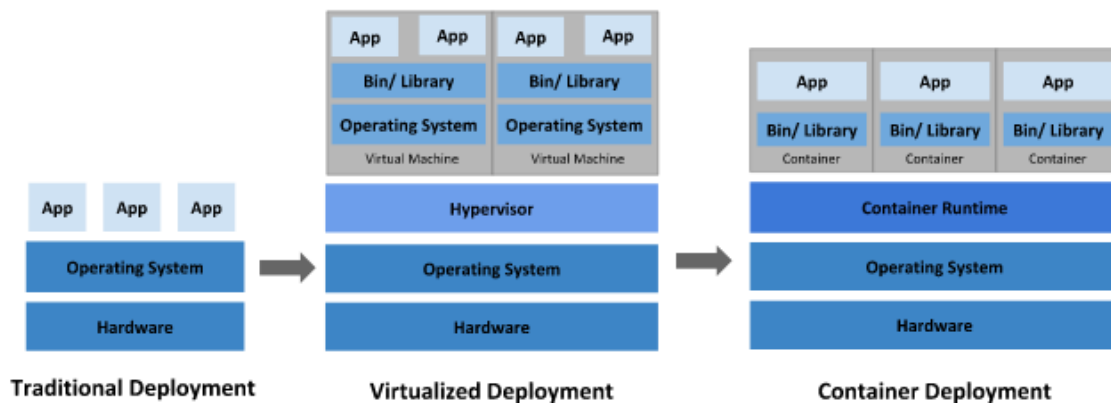 App App App
Operating System
Hardware
Traditional Deployment
App App App App
Bin/ Library Bin/ Library
Operating System Operating System
Virtual Machine Virtual Machine
Hypervisor
Operating System
Hardware
Virtualized Deployment
App App App
Bin/ Library Bin/ Library Bin/ Library
Container Container Container
Container Runtime
Operating System
Hardware
Container Deployment